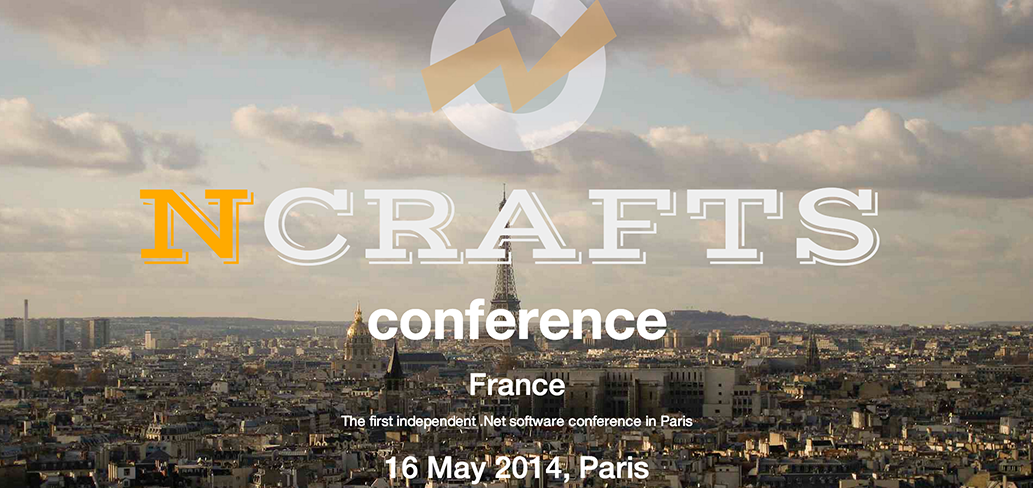 NCRAFTS
conference
France
The first independent .Net software conference in Paris
16 May 2014, Paris